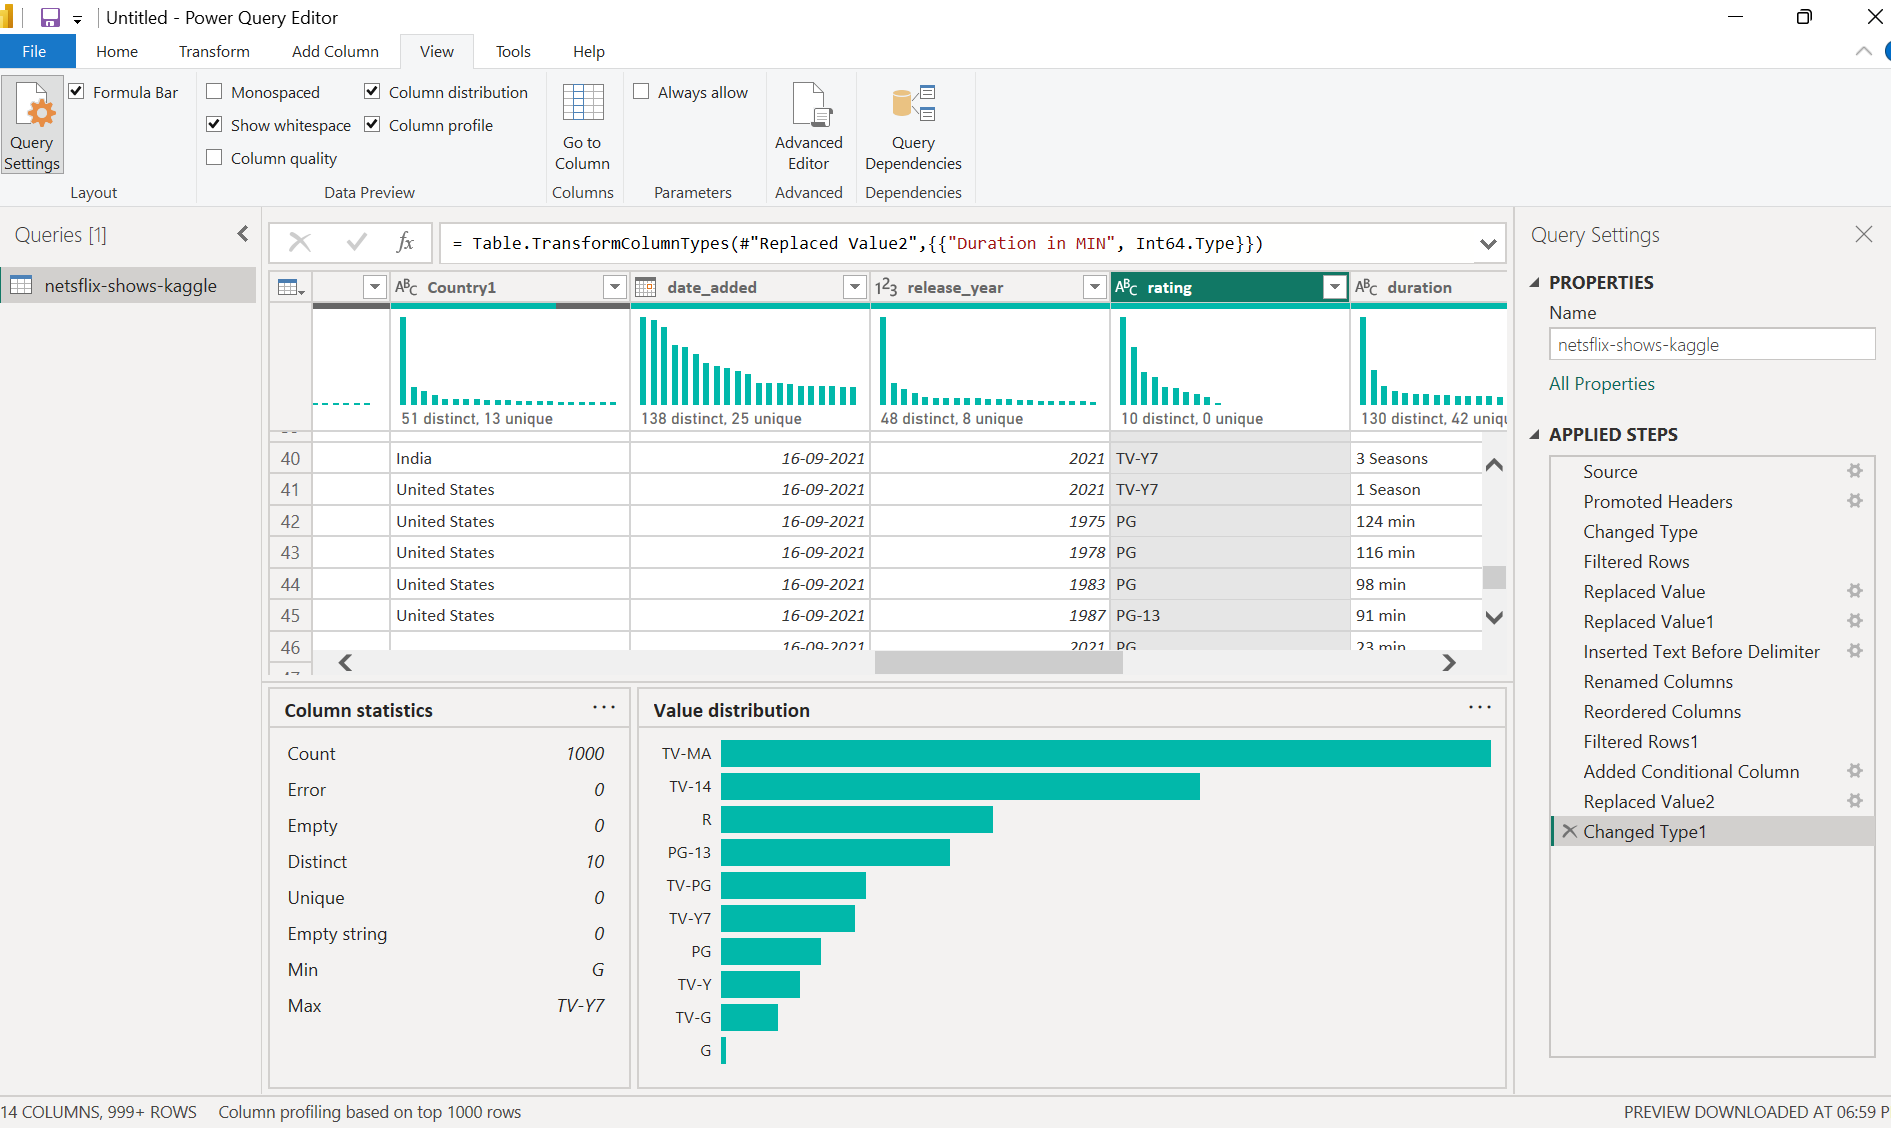 Untitled - Power Query Editor
File Home Transform Add Column View Tools Help
Query Settings
Formula Bar
Layout
Monospaced
Show whitespace
Column quality
Column distribution
Column profile
Data Preview
Go to Column
Columns
Always allow
Parameters
Advanced Editor
Advanced
Query Dependencies
Dependencies
Queries [1]
netsflix-shows-kaggle
fx
= Table.TransformColumnTypes(#"Replaced Value2",{{"Duration in MIN", Int64.Type}})
ABC Country1 date_added 123 release_year ABC rating ABC duration
51 distinct, 13 unique 138 distinct, 25 unique 48 distinct, 8 unique 10 distinct, 0 unique 130 distinct, 42
40 India 16-09-2021 2021 TV-Y7 3 Seasons
41 United States 16-09-2021 2021 TV-Y7 1 Season
42 United States 16-09-2021 1975 PG 124 min
43 United States 16-09-2021 1978 PG 116 min
44 United States 16-09-2021 1983 PG 98 min
45 United States 16-09-2021 1987 PG-13 91 min
46 16-09-2021 2021 PG 23 min
Column statistics ...
Count 1000
Error 0
Empty 0
Distinct 10
Unique 0
Empty string 0
Min G
Max TV-Y7
Value distribution ...
TV-MA
TV-14
R
PG-13
TV-PG
TV-Y7
PG
TV-Y
TV-G
G
Query Settings
PROPERTIES
Name
netsflix-shows-kaggle
All Properties
APPLIED STEPS
Source
Promoted Headers
Changed Type
Filtered Rows
Replaced Value
Replaced Value1
Inserted Text Before Delimiter
Renamed Columns
Reordered Columns
Filtered Rows1
Added Conditional Column
Replaced Value2
Changed Type1
14 COLUMNS, 999+ ROWS Column profiling based on top 1000 rows PREVIEW DOWNLOADED AT 06:59 P